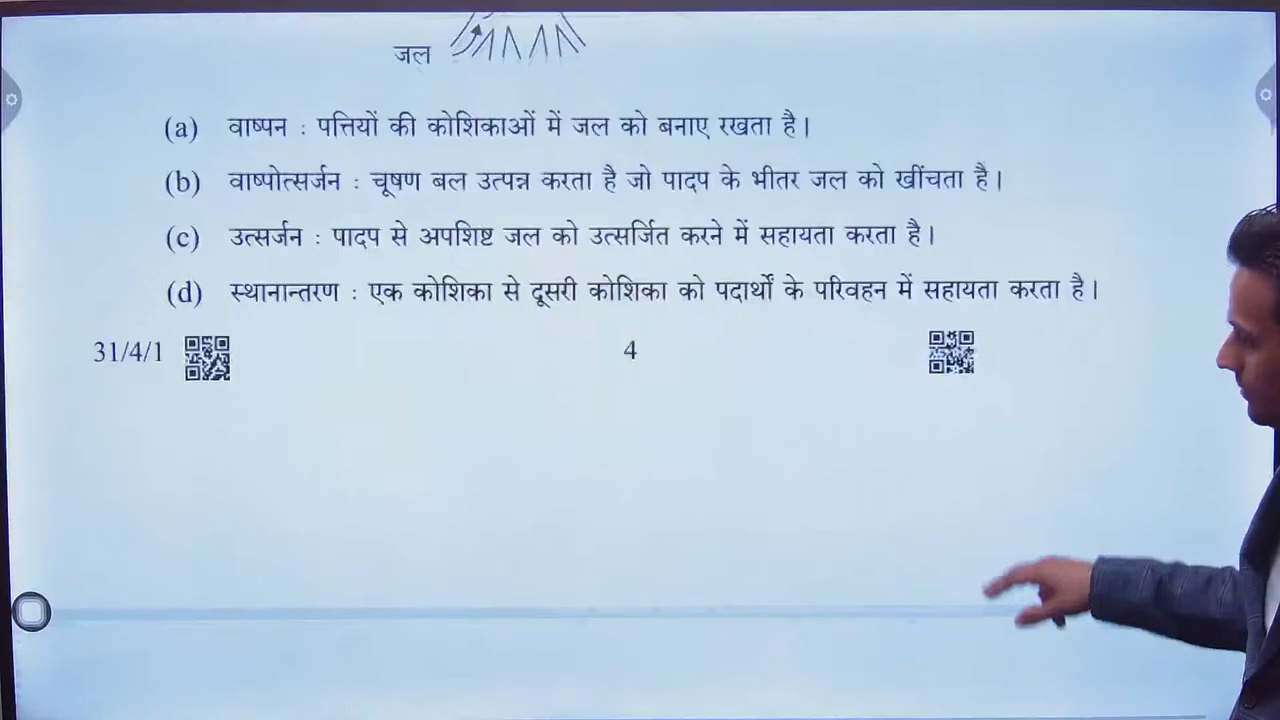 जल
(a) वाष्पन : पत्तियों की कोशिकाओं में जल को बनाए रखता है।
(b) वाष्पोत्सर्जन : चूषण बल उत्पन्न करता है जो पादप के भीतर जल को खींचता है।
(c) उत्सर्जन : पादप से अपशिष्ट जल को उत्सर्जित करने में सहायता करता है।
(d) स्थानान्तरण : एक कोशिका से दूसरी कोशिका को पदार्थों के परिवहन में सहायता करता है।
31/4/1 4